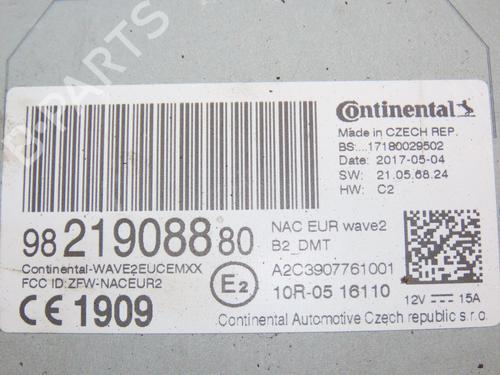 B-PARTS
Continental
Made in CZECH REP.
BS:...17180029502
Date: 2017-05-04
SW: 21.05.68.24
HW: C2
98 219088 80
NAC EUR wave2
B2_DMT
Continental-WAVE2EUCEMXX
FCC ID:ZFW-NACEUR2
E2
A2C3907761001
10R-05 16110
12V 15A
CE 1909
Continental Automotive Czech republic s.r.o.